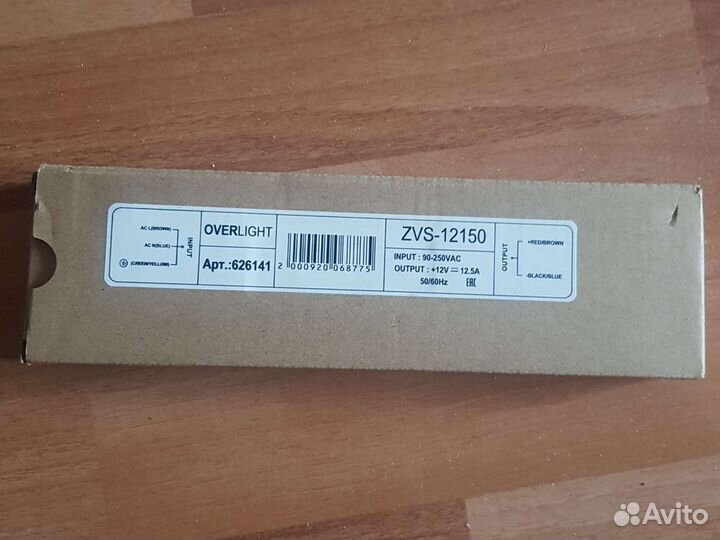 AC L(BROWN)
AC N(BLUE)
(GREEN/YELLOW)
INPUT
OVERLIGHT
Арт.:626141
2 000920 068775
ZVS-12150
INPUT : 90-250VAC
OUTPUT : +12V 12.5A
50/60Hz
EAC
OUTPUT
+RED/BROWN
-BLACK/BLUE
Avito